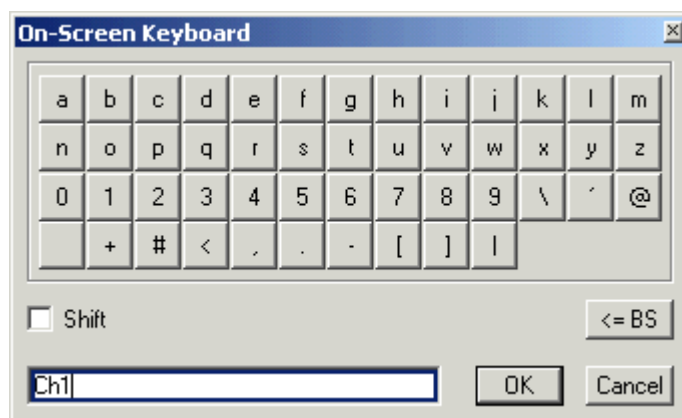 On-Screen Keyboard
a b c d e f g h i j k l m
n o p q r s t u v w x y z
0 1 2 3 4 5 6 7 8 9 \ ´ @
+ # < , . - [ ] |
Shift <= BS
Ch1 OK Cancel